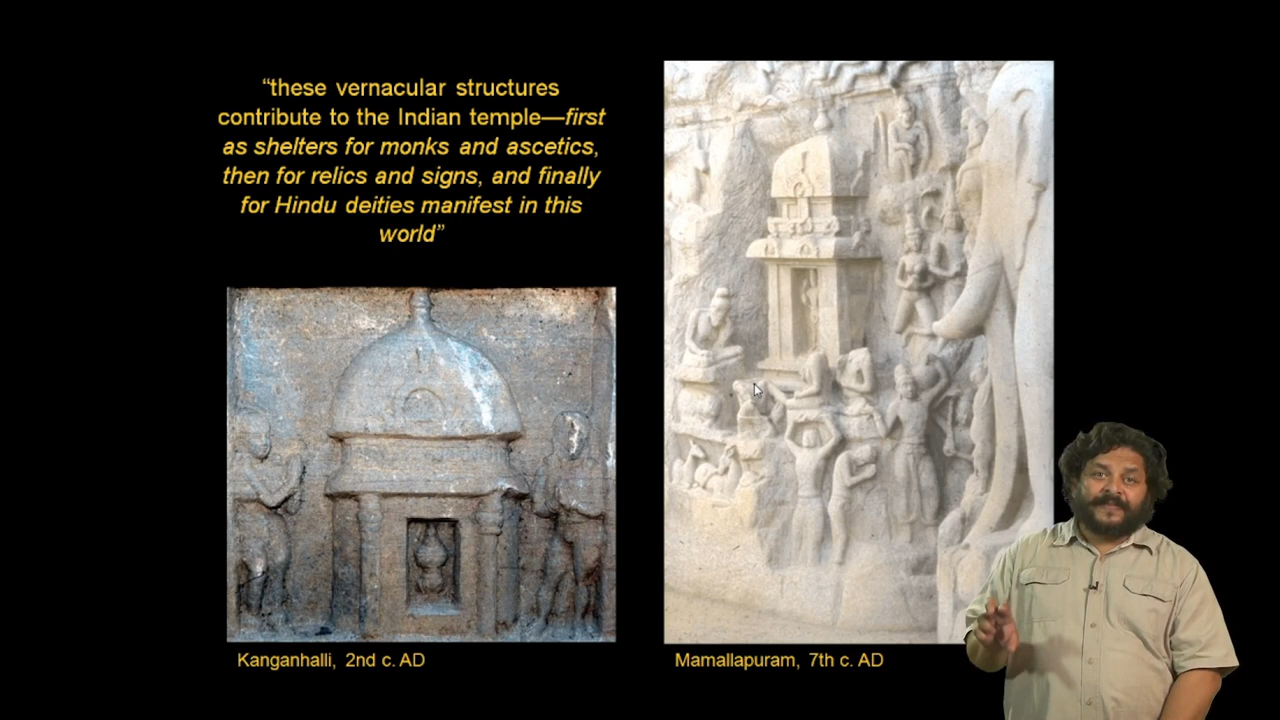 “these vernacular structures
contribute to the Indian temple—first
as shelters for monks and ascetics,
then for relics and signs, and finally
for Hindu deities manifest in this
world”
Kanganhalli, 2nd c. AD
Mamallapuram, 7th c. AD